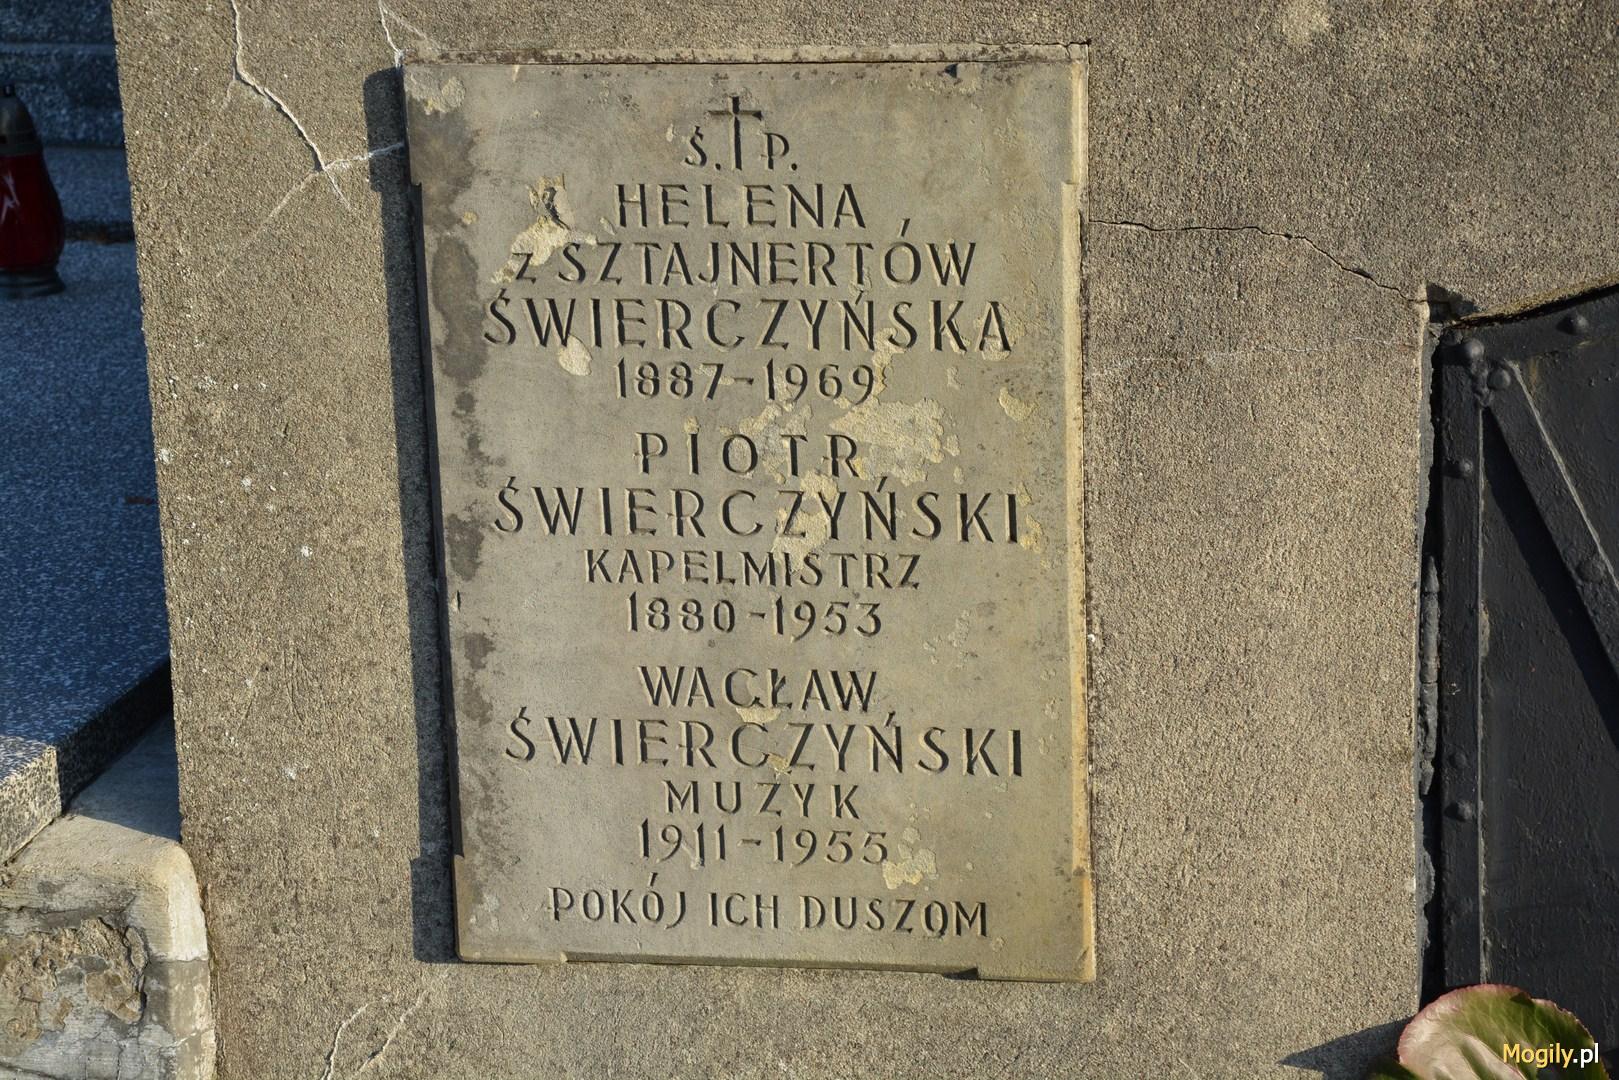 Ś. P.
HELENA
z SZTAJNERTÓW
ŚWIERCZYŃSKA
1887-1969
PIOTR
ŚWIERCZYŃSKI
KAPELMISTRZ
1880-1953
WACŁAW
ŚWIERCZYŃSKI
MUZYK
1911-1955
POKÓJ ICH DUSZOM
Mogily.pl